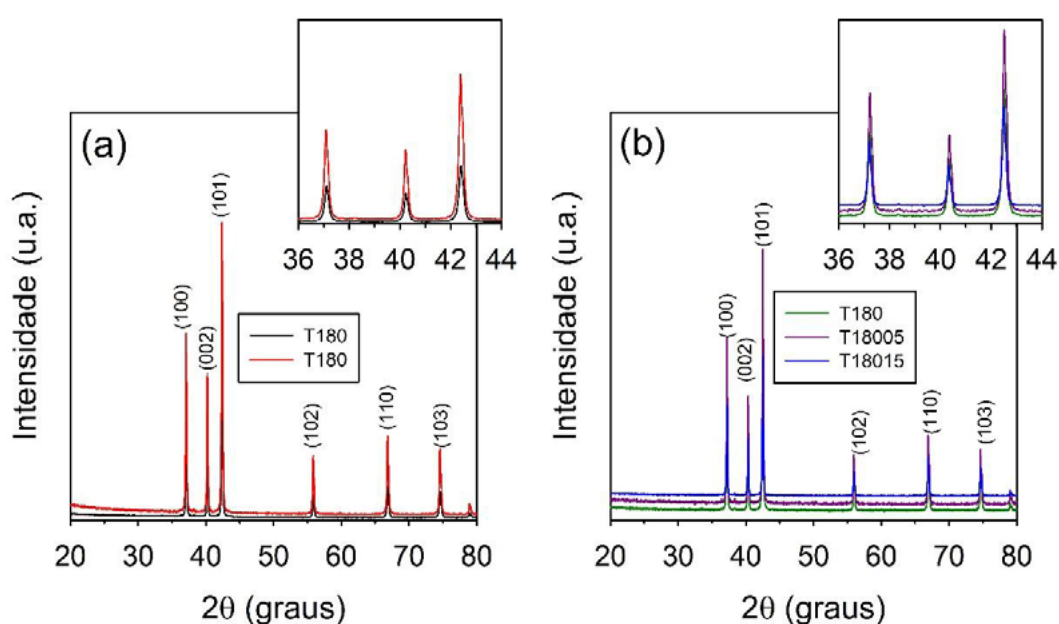 (a)
Intensidade (u.a.)
(100)
(002)
(101)
(102)
(110)
(103)
T180
T180
36 38 40 42 44
20 30 40 50 60 70 80
2θ (graus)
(b)
Intensidade (u.a.)
(100)
(002)
(101)
(102)
(110)
(103)
T180
T18005
T18015
36 38 40 42 44
20 30 40 50 60 70 80
2θ (graus)